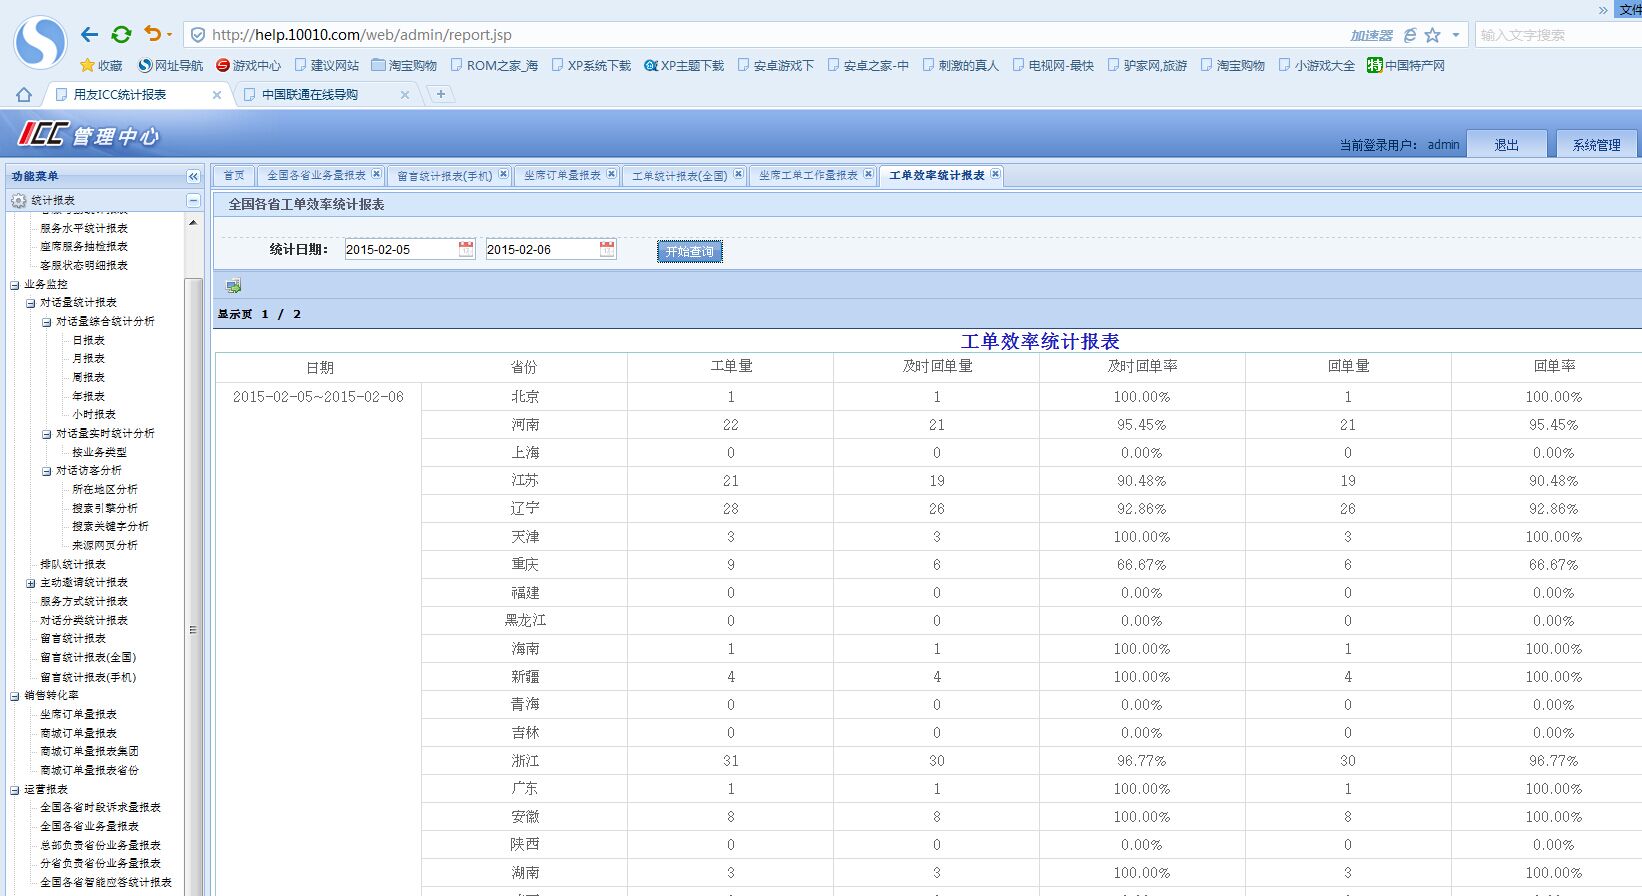 » 文件
http://help.10010.com/web/admin/report.jsp 加速器 输入文字搜索
收藏 网址导航 游戏中心 建议网站 淘宝购物 ROM之家_海 XP系统下载 XP主题下载 安卓游戏下 安卓之家-中 刺激的真人 电视网-最快 驴家网,旅游 淘宝购物 小游戏大全 特 中国特产网
用友ICC统计报表 中国联通在线导购
ICC 管理中心 当前登录用户： admin 退出 系统管理
功能菜单
统计报表
服务水平统计报表
座席服务抽检报表
客服状态明细报表
业务监控
对话量统计报表
对话量综合统计分析
日报表
月报表
周报表
年报表
小时报表
对话量实时统计分析
按业务类型
对话访客分析
所在地区分析
搜索引擎分析
搜索关键字分析
来源网页分析
排队统计报表
主动邀请统计报表
服务方式统计报表
对话分类统计报表
留言统计报表
留言统计报表(全国)
留言统计报表(手机)
销售转化率
坐席订单量报表
商城订单量报表
商城订单量报表集团
商城订单量报表省份
运营报表
全国各省时段诉求量报表
全国各省业务量报表
总部负责省份业务量报表
分省负责省份业务量报表
全国各省智能应答统计报表
首页 全国各省业务量报表 留言统计报表(手机) 坐席订单量报表 工单统计报表(全国) 坐席工单工作量报表 工单效率统计报表
全国各省工单效率统计报表
统计日期： 2015-02-05 2015-02-06 开始查询
显示页 1 / 2
工单效率统计报表
日期 省份 工单量 及时回单量 及时回单率 回单量 回单率
2015-02-05~2015-02-06 北京 1 1 100.00% 1 100.00%
河南 22 21 95.45% 21 95.45%
上海 0 0 0.00% 0 0.00%
江苏 21 19 90.48% 19 90.48%
辽宁 28 26 92.86% 26 92.86%
天津 3 3 100.00% 3 100.00%
重庆 9 6 66.67% 6 66.67%
福建 0 0 0.00% 0 0.00%
黑龙江 0 0 0.00% 0 0.00%
海南 1 1 100.00% 1 100.00%
新疆 4 4 100.00% 4 100.00%
青海 0 0 0.00% 0 0.00%
吉林 0 0 0.00% 0 0.00%
浙江 31 30 96.77% 30 96.77%
广东 1 1 100.00% 1 100.00%
安徽 8 8 100.00% 8 100.00%
陕西 0 0 0.00% 0 0.00%
湖南 3 3 100.00% 3 100.00%